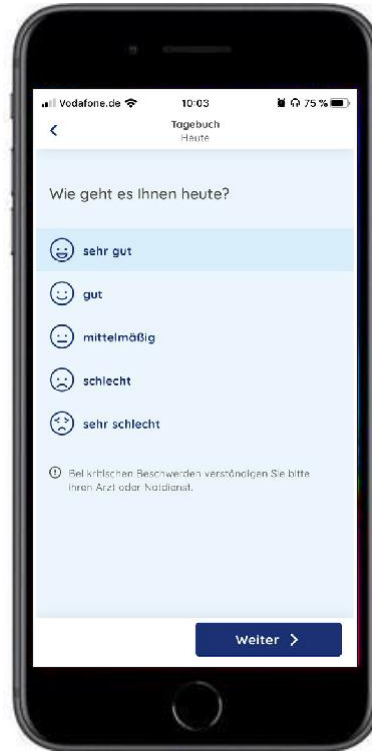 Vodafone.de 10:03 75 %
Tagebuch
Heute
Wie geht es Ihnen heute?
sehr gut
gut
mittelmäßig
schlecht
sehr schlecht
Bei kritischen Beschwerden verständigen Sie bitte
ihren Arzt oder Notdienst.
Weiter